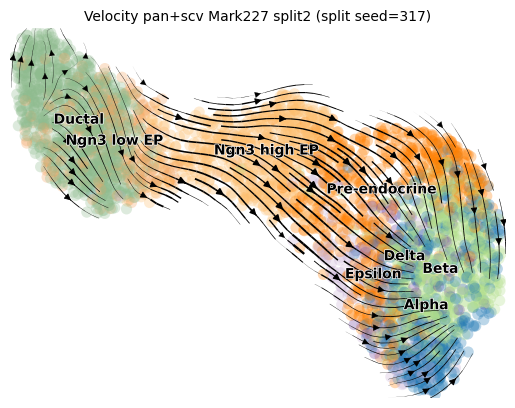 Velocity pan+scv Mark227 split2 (split seed=317)
Ductal
Ngn3 low EP
Ngn3 high EP
Pre-endocrine
Delta
Beta
Epsilon
Alpha